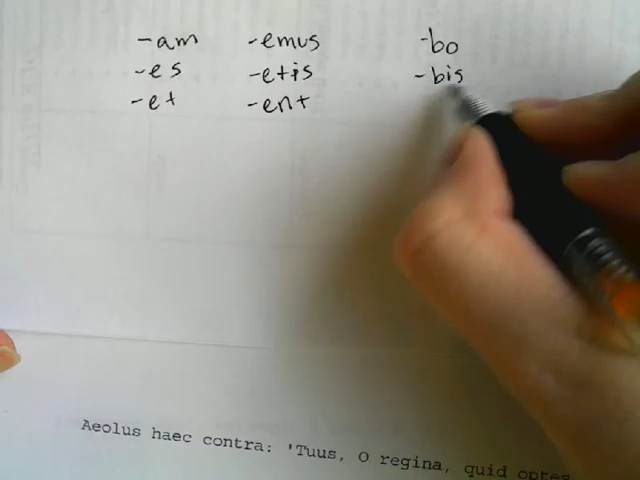 -am -emus -bo
-es -etis -bis
-et -ent
Aeolus haec contra: 'Tuus, O regina, quid optes